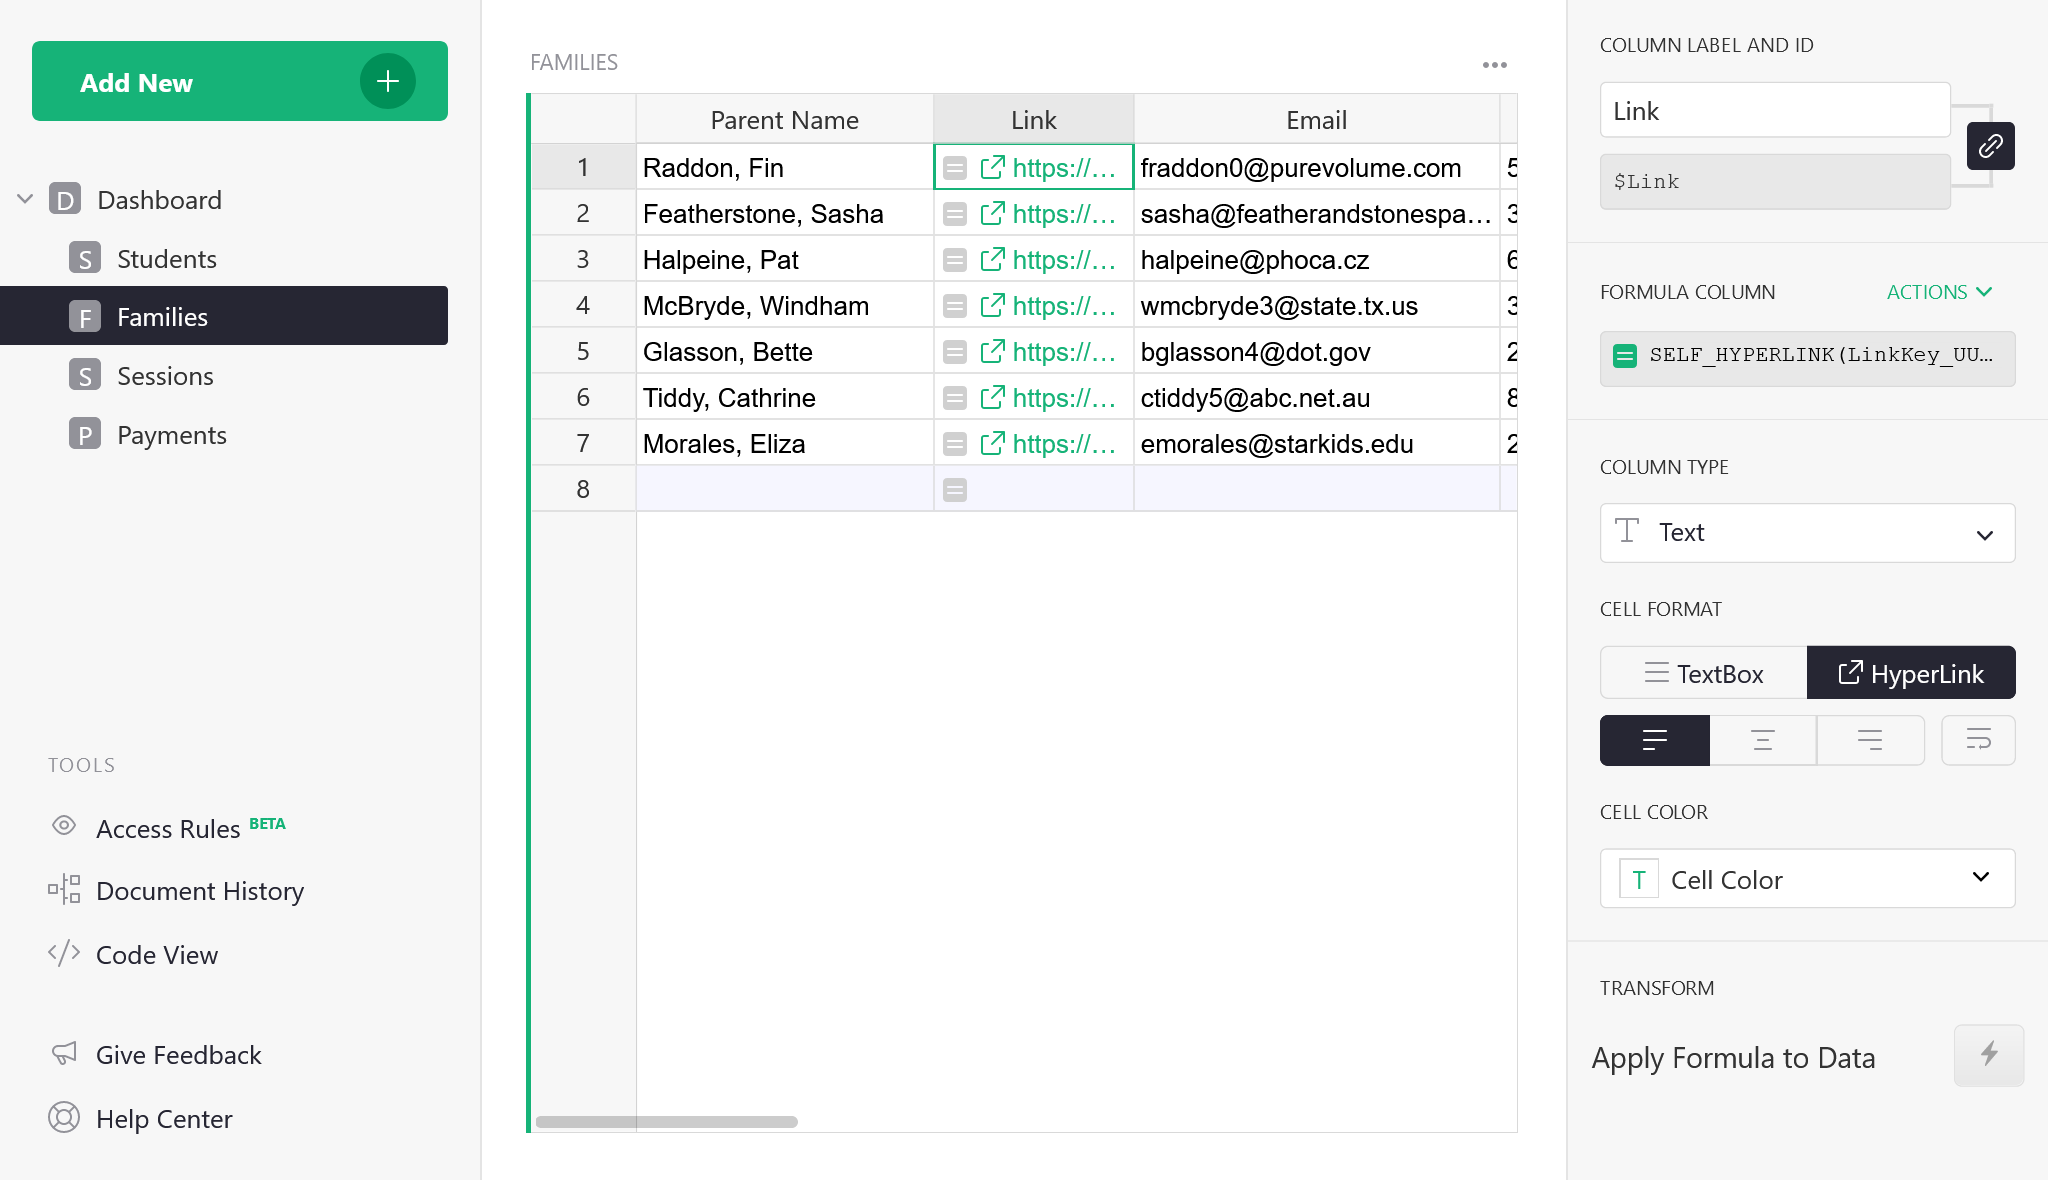 Add New
D Dashboard
S Students
F Families
S Sessions
P Payments
TOOLS
Access Rules BETA
Document History
Code View
Give Feedback
Help Center
FAMILIES
Parent Name Link Email
1 Raddon, Fin https://… fraddon0@purevolume.com 5
2 Featherstone, Sasha https://… sasha@featherandstonespa… 3
3 Halpeine, Pat https://… halpeine@phoca.cz 6
4 McBryde, Windham https://… wmcbryde3@state.tx.us 3
5 Glasson, Bette https://… bglasson4@dot.gov 2
6 Tiddy, Cathrine https://… ctiddy5@abc.net.au 8
7 Morales, Eliza https://… emorales@starkids.edu 2
8
COLUMN LABEL AND ID
Link
$Link
FORMULA COLUMN ACTIONS
SELF_HYPERLINK(LinkKey_UU…
COLUMN TYPE
Text
CELL FORMAT
TextBox HyperLink
CELL COLOR
T Cell Color
TRANSFORM
Apply Formula to Data